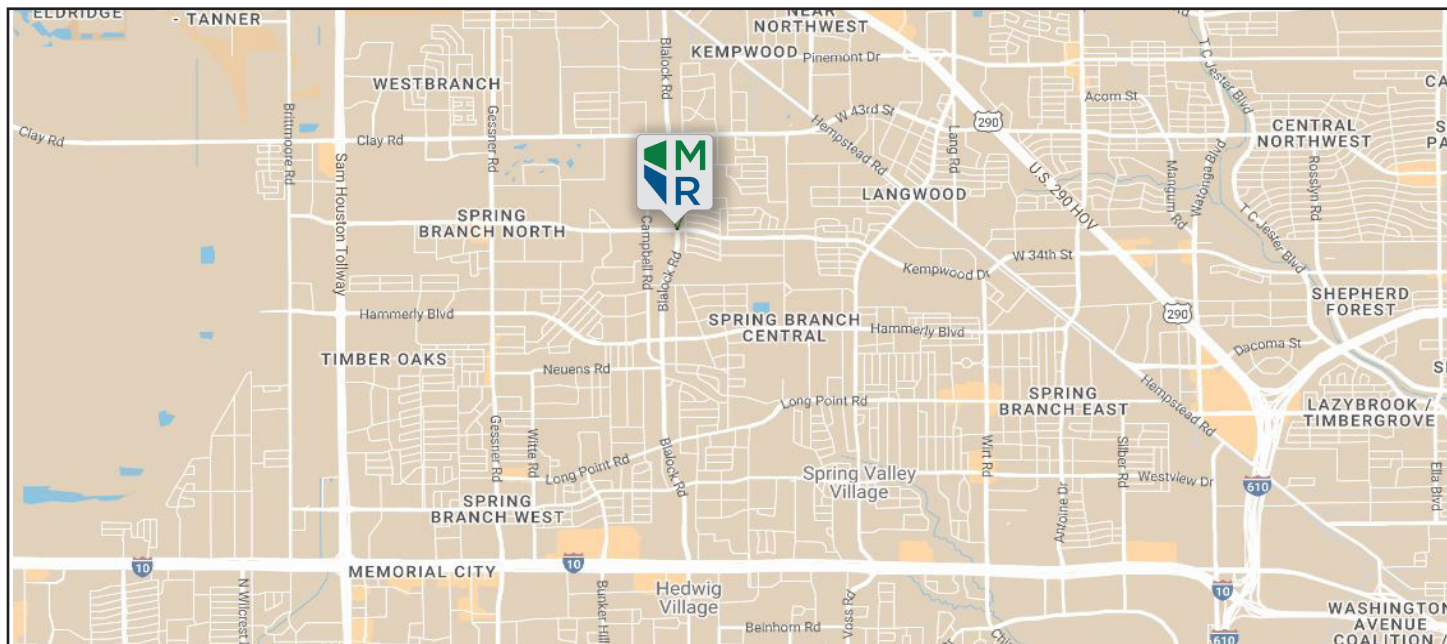 ELDRIDGE
- TANNER
NEAR
NORTHWEST
KEMPWOOD
Pinemont Dr
Blalock Rd
T C Jester Blvd
WESTBRANCH
Gessner Rd
Brittmoore Rd
Acorn St
W 43rd St
290
CENTRAL
NORTHWEST
Clay Rd
Clay Rd
Hempstead Rd
Lang Rd
M
R
Sam Houston Tollway
LANGWOOD
U.S. 290 HOV
Mangum Rd
Watonga Blvd
Rosslyn Rd
SPRING
BRANCH NORTH
Campbell Rd
Blalock Rd
T C Jester Blvd
W 34th St
Kempwood Dr
SHEPHERD
FOREST
Hammerly Blvd
290
SPRING BRANCH
CENTRAL
Hammerly Blvd
Dacoma St
TIMBER OAKS
Neuens Rd
SPRING
BRANCH EAST
Long Point Rd
Hempstead Rd
LAZYBROOK /
TIMBERGROVE
Gessner Rd
Witte Rd
Long Point Rd
Blalock Rd
Wirt Rd
Silber Rd
Spring Valley
Village
Westview Dr
610
Ella Blvd
SPRING
BRANCH WEST
Antoine Dr
10
10
MEMORIAL CITY
Hedwig
Village
10
N Wilcrest
Bunker Hill
Voss Rd
Beinhorn Rd
610
WASHINGTON
AVENUE
COALITION /